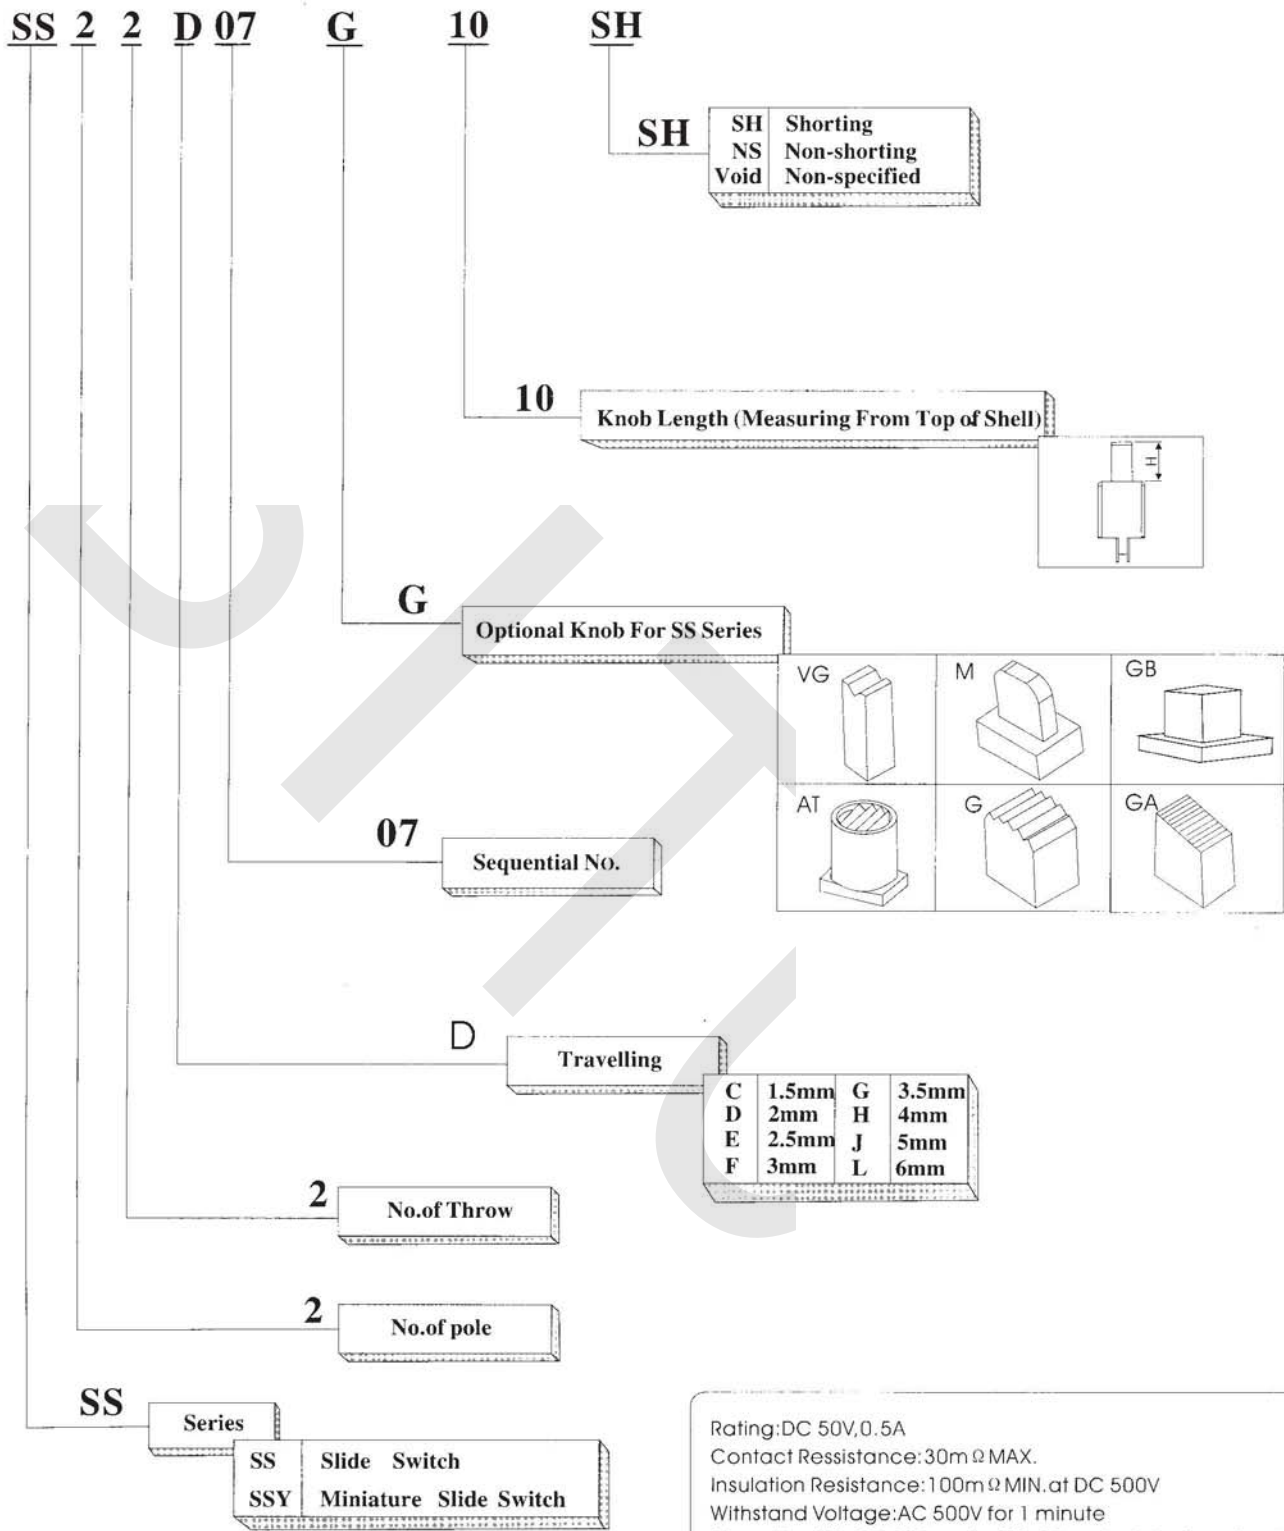 SS 2 2 D 07 G 10 SH
SH
SH Shorting
NS Non-shorting
Void Non-specified
10
Knob Length (Measuring From Top of Shell)
H
G
Optional Knob For SS Series
VG M GB
AT G GA
07
Sequential No.
D
Travelling
C 1.5mm G 3.5mm
D 2mm H 4mm
E 2.5mm J 5mm
F 3mm L 6mm
2
No.of Throw
2
No.of pole
SS
Series
SS Slide Switch
SSY Miniature Slide Switch
Rating:DC 50V,0.5A
Contact Ressistance:30mΩMAX.
Insulation Resistance:100mΩMIN.at DC 500V
Withstand Voltage:AC 500V for 1 minute